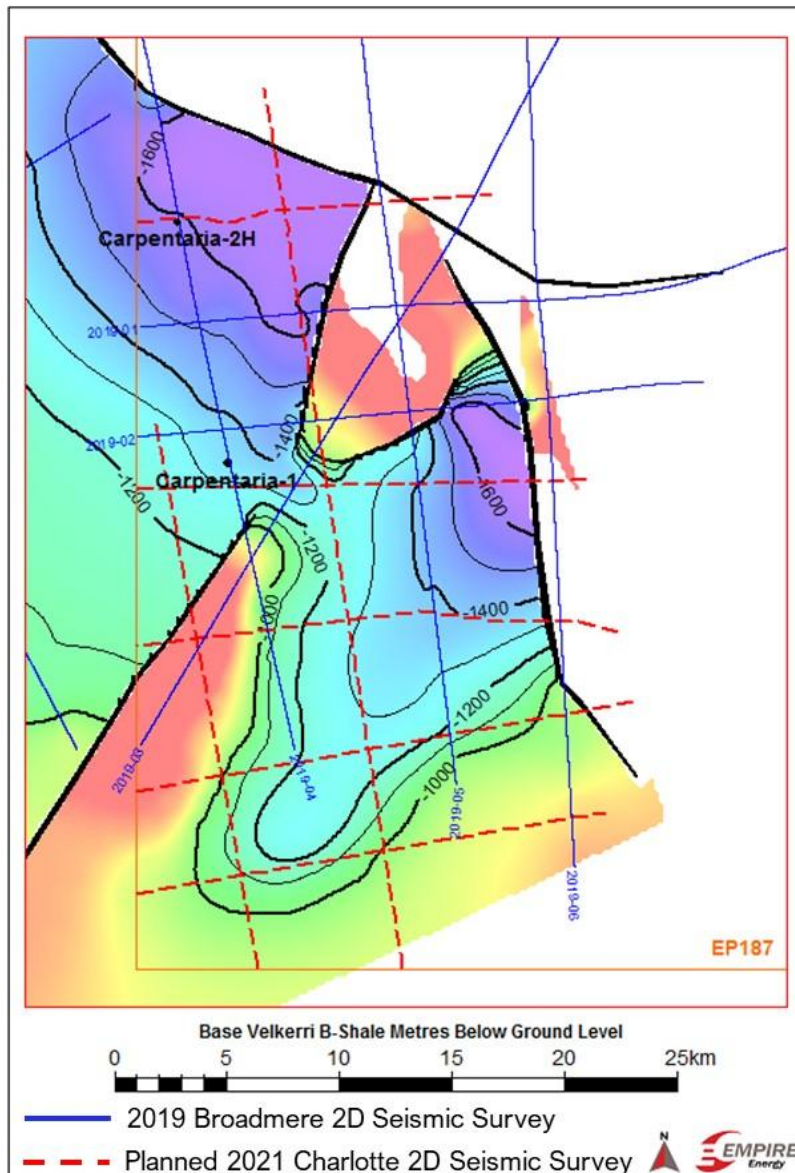 -1600
Carpentaria-2H
2019-01
2019-02
-1400
-1200
Carpentaria-1
-1600
-1200
-1000
-1400
-1200
2019-03
2019-04
-1000
2019-05
2019-06
EP187
Base Velkerri B-Shale Metres Below Ground Level
0 5 10 15 20 25km
2019 Broadmere 2D Seismic Survey
Planned 2021 Charlotte 2D Seismic Survey
N
EMPIRE
Energy